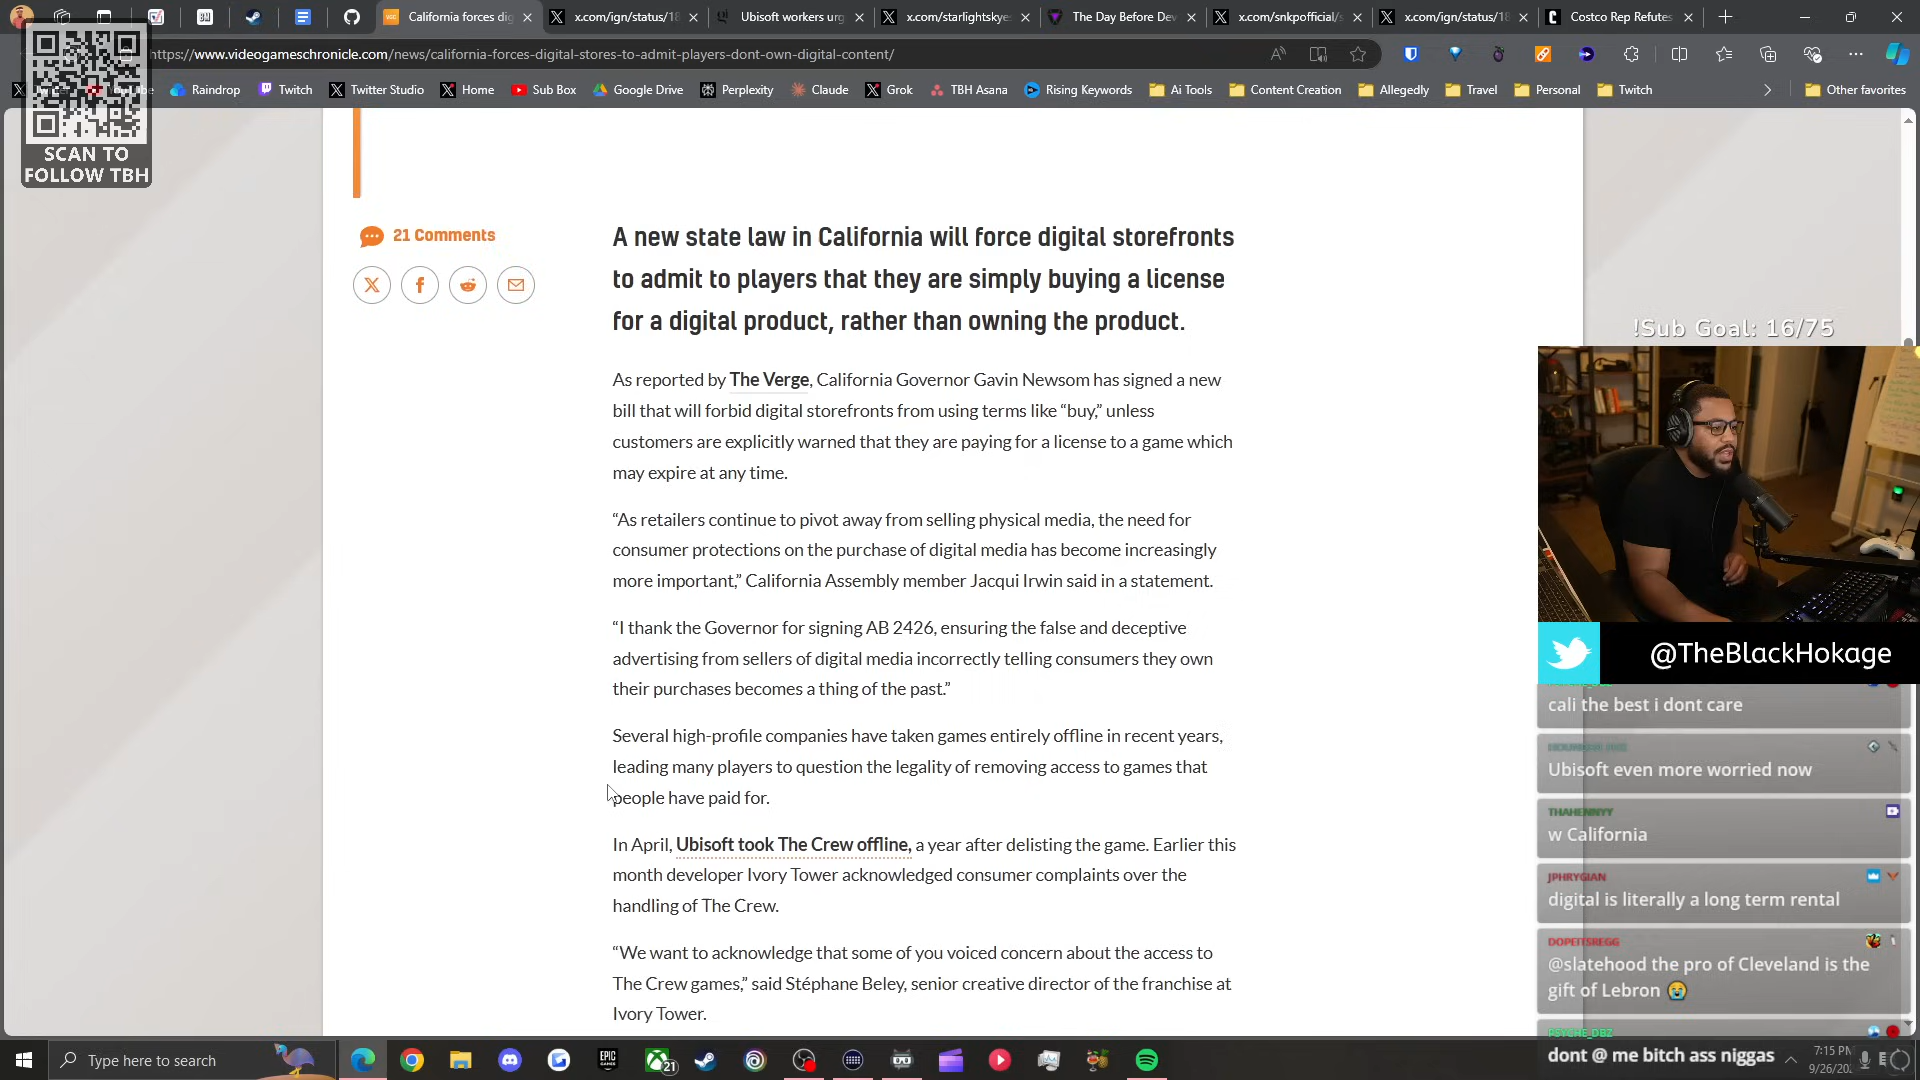 California forces dig
x.com/ign/status/18
Ubisoft workers urg
x.com/starlightskye
The Day Before Dev
x.com/snkpofficial/s
x.com/ign/status/18
Costco Rep Refutes
https://www.videogameschronicle.com/news/california-forces-digital-stores-to-admit-players-dont-own-digital-content/
Raindrop
Twitch
Twitter Studio
Home
Sub Box
Google Drive
Perplexity
Claude
Grok
TBH Asana
Rising Keywords
Ai Tools
Content Creation
Allegedly
Travel
Personal
Twitch
Other favorites
SCAN TO
FOLLOW TBH
21 Comments
A new state law in California will force digital storefronts
to admit to players that they are simply buying a license
for a digital product, rather than owning the product.
As reported by The Verge, California Governor Gavin Newsom has signed a new
bill that will forbid digital storefronts from using terms like “buy,” unless
customers are explicitly warned that they are paying for a license to a game which
may expire at any time.
“As retailers continue to pivot away from selling physical media, the need for
consumer protections on the purchase of digital media has become increasingly
more important,” California Assembly member Jacqui Irwin said in a statement.
“I thank the Governor for signing AB 2426, ensuring the false and deceptive
advertising from sellers of digital media incorrectly telling consumers they own
their purchases becomes a thing of the past.”
Several high-profile companies have taken games entirely offline in recent years,
leading many players to question the legality of removing access to games that
people have paid for.
In April, Ubisoft took The Crew offline, a year after delisting the game. Earlier this
month developer Ivory Tower acknowledged consumer complaints over the
handling of The Crew.
“We want to acknowledge that some of you voiced concern about the access to
The Crew games,” said Stéphane Beley, senior creative director of the franchise at
Ivory Tower.
!Sub Goal: 16/75
@TheBlackHokage
cali the best i dont care
Ubisoft even more worried now
THAHENNYY
w California
JPHRYGIAN
digital is literally a long term rental
DOPEITSREGG
@slatehood the pro of Cleveland is the
gift of Lebron 😭
PSYCHE_DBZ
dont @ me bitch ass niggas
Type here to search
EPIC
GAMES
21
7:15 PM
9/26/20